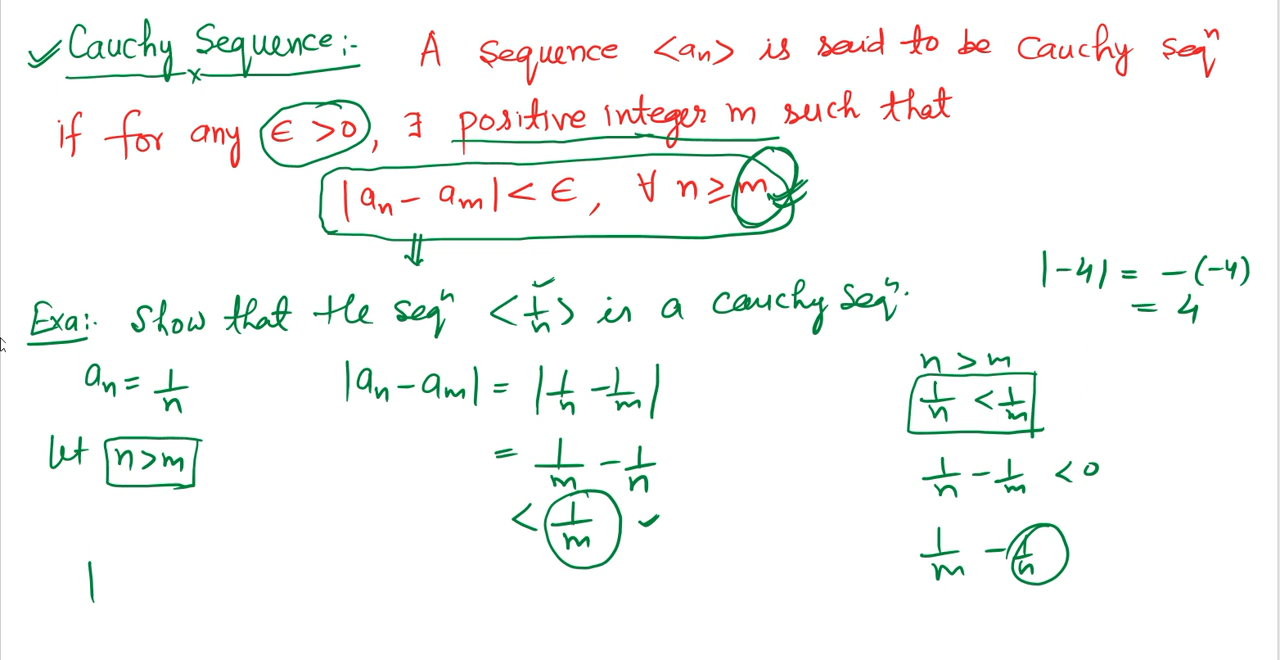 Cauchy Sequence:- A sequence <aₙ> is said to be Cauchy seqⁿ
if for any ∈ >0, ∃ positive integer m such that
|aₙ - aₘ| < ∈, ∀ n ≥ m
|-4| = -(-4)
= 4
Exa:. Show that the seqⁿ <1/n> is a cauchy seqⁿ.
aₙ = 1/n
let n>m
|aₙ - aₘ| = |1/n - 1/m|
= 1/m - 1/n
< 1/m
n > m
1/n < 1/m
1/n - 1/m < 0
1/m - 1/n